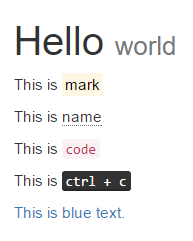 Hello world
This is mark
This is name
This is code
This is ctrl + c
This is blue text.